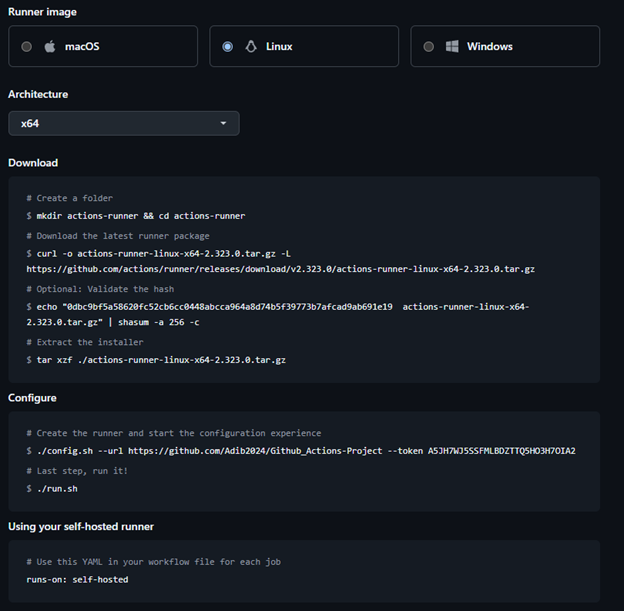 Runner image
macOS
Linux
Windows
Architecture
x64
Download
# Create a folder
$ mkdir actions-runner && cd actions-runner
# Download the latest runner package
$ curl -o actions-runner-linux-x64-2.323.0.tar.gz -L
https://github.com/actions/runner/releases/download/v2.323.0/actions-runner-linux-x64-2.323.0.tar.gz
# Optional: Validate the hash
$ echo "0dbc9bf5a58620fc52cb6cc0448abcca964a8d74b5f39773b7afcad9ab691e19  actions-runner-linux-x64-
2.323.0.tar.gz" | shasum -a 256 -c
# Extract the installer
$ tar xzf ./actions-runner-linux-x64-2.323.0.tar.gz
Configure
# Create the runner and start the configuration experience
$ ./config.sh --url https://github.com/Adib2024/Github_Actions-Project --token A5JH7WJ5SSFMLBDZTTQ5HO3H7OIA2
# Last step, run it!
$ ./run.sh
Using your self-hosted runner
# Use this YAML in your workflow file for each job
runs-on: self-hosted